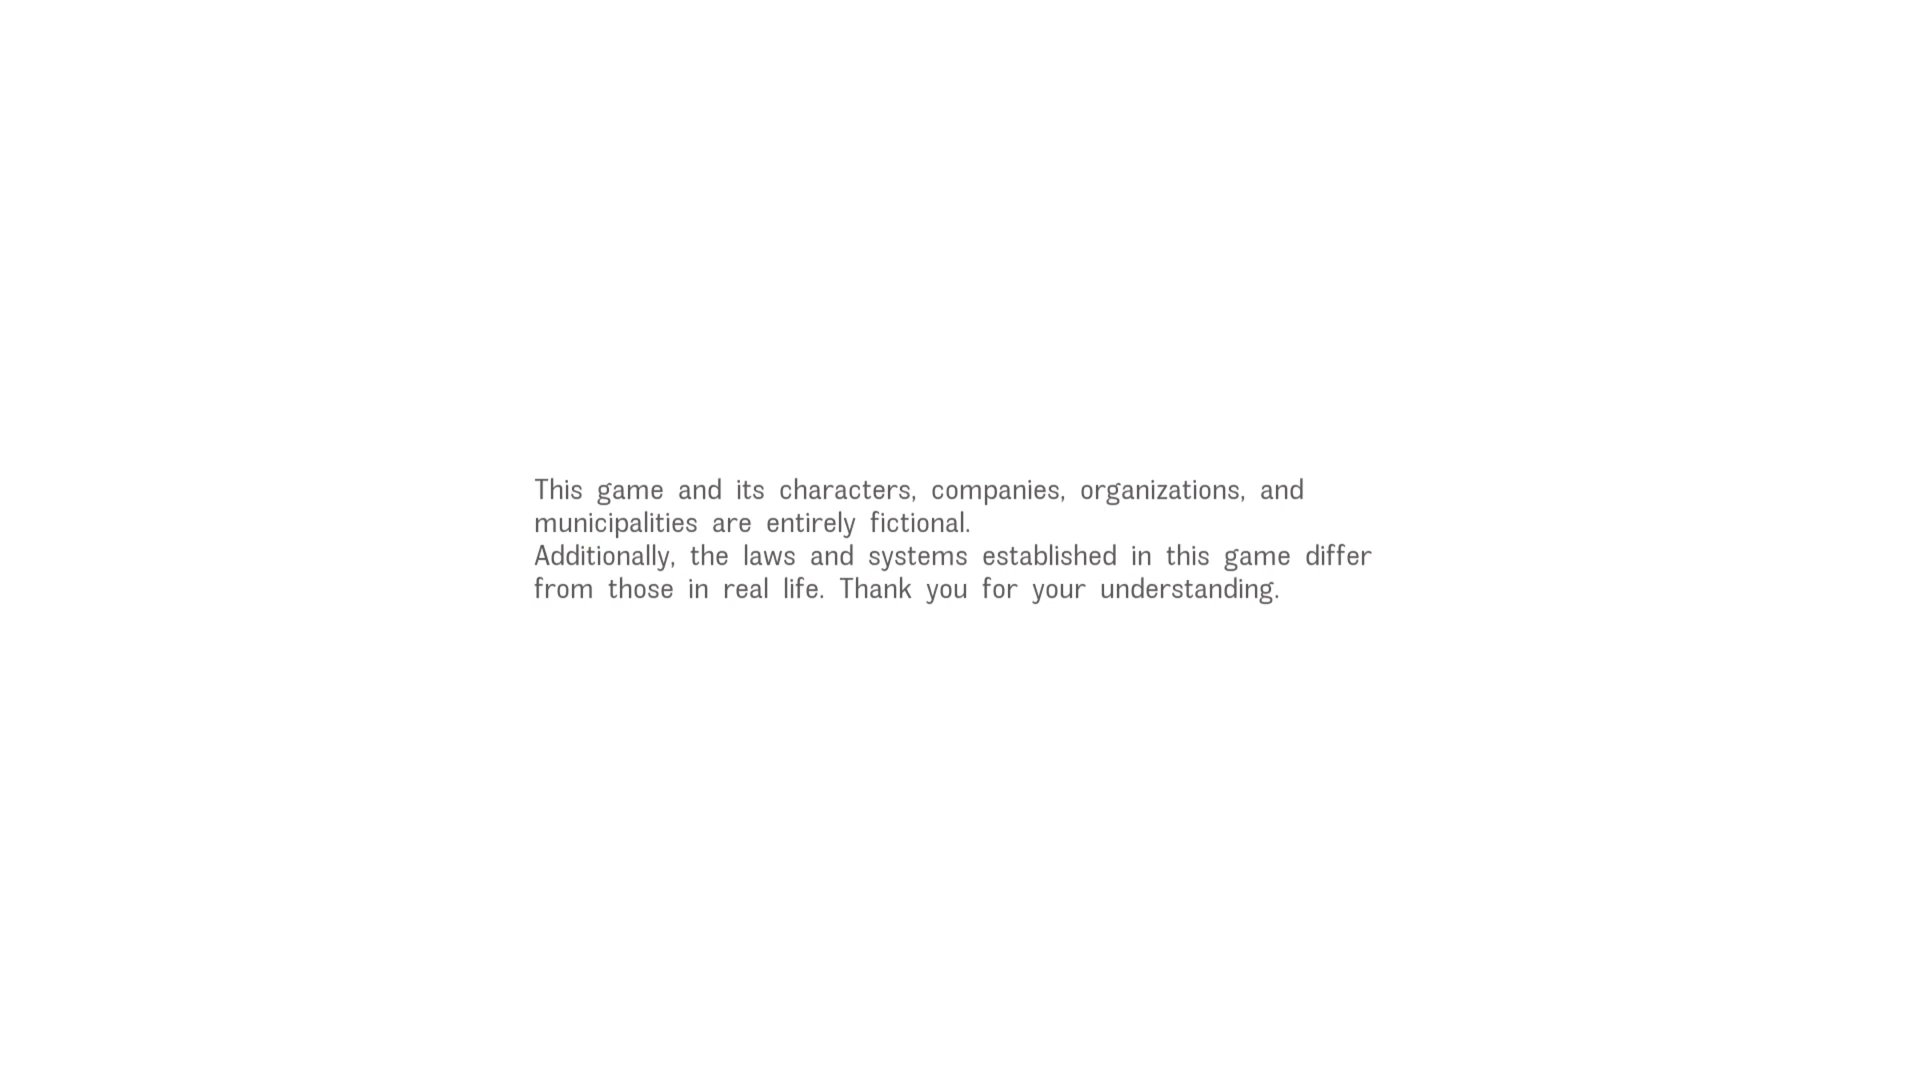 This game and its characters, companies, organizations, and
municipalities are entirely fictional.
Additionally, the laws and systems established in this game differ
from those in real life. Thank you for your understanding.